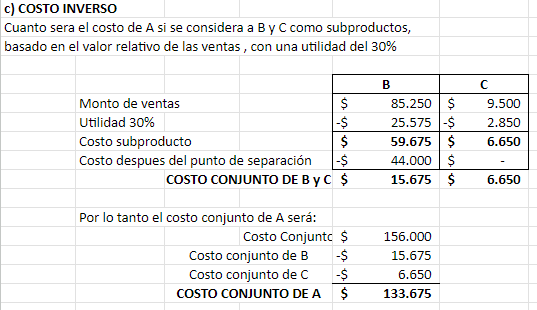 c) COSTO INVERSO
Cuanto sera el costo de A si se considera a B y C como subproductos,
basado en el valor relativo de las ventas , con una utilidad del 30%
B C
Monto de ventas $ 85.250 $ 9.500
Utilidad 30% -$ 25.575 -$ 2.850
Costo subproducto $ 59.675 $ 6.650
Costo despues del punto de separación -$ 44.000 $ -
COSTO CONJUNTO DE B y C $ 15.675 $ 6.650
Por lo tanto el costo conjunto de A será:
Costo Conjunto $ 156.000
Costo conjunto de B -$ 15.675
Costo conjunto de C -$ 6.650
COSTO CONJUNTO DE A $ 133.675